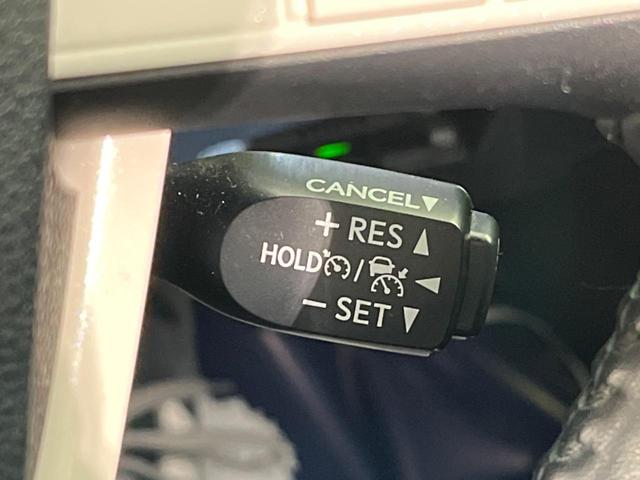 CANCEL▼
+ RES ▲
HOLD / ◀
− SET ▼